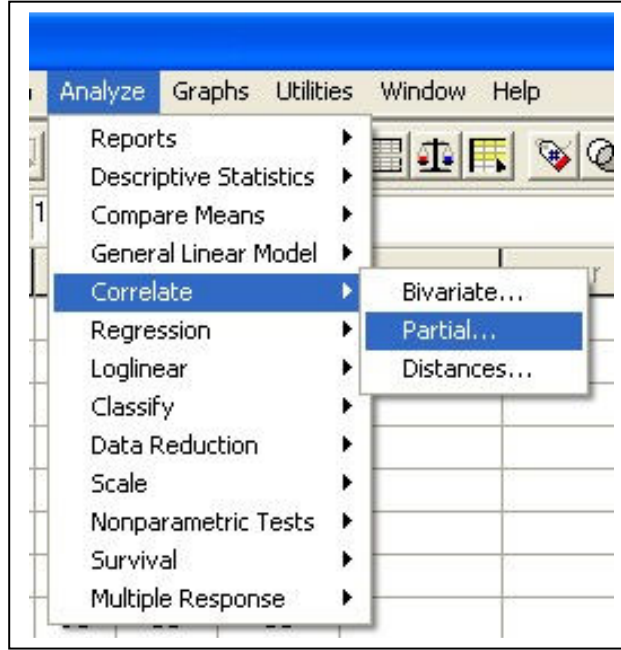 Analyze Graphs Utilities Window Help
Reports
Descriptive Statistics
1
Compare Means
General Linear Model
Correlate
Bivariate...
Regression
Partial...
Loglinear
Distances...
Classify
Data Reduction
Scale
Nonparametric Tests
Survival
Multiple Response